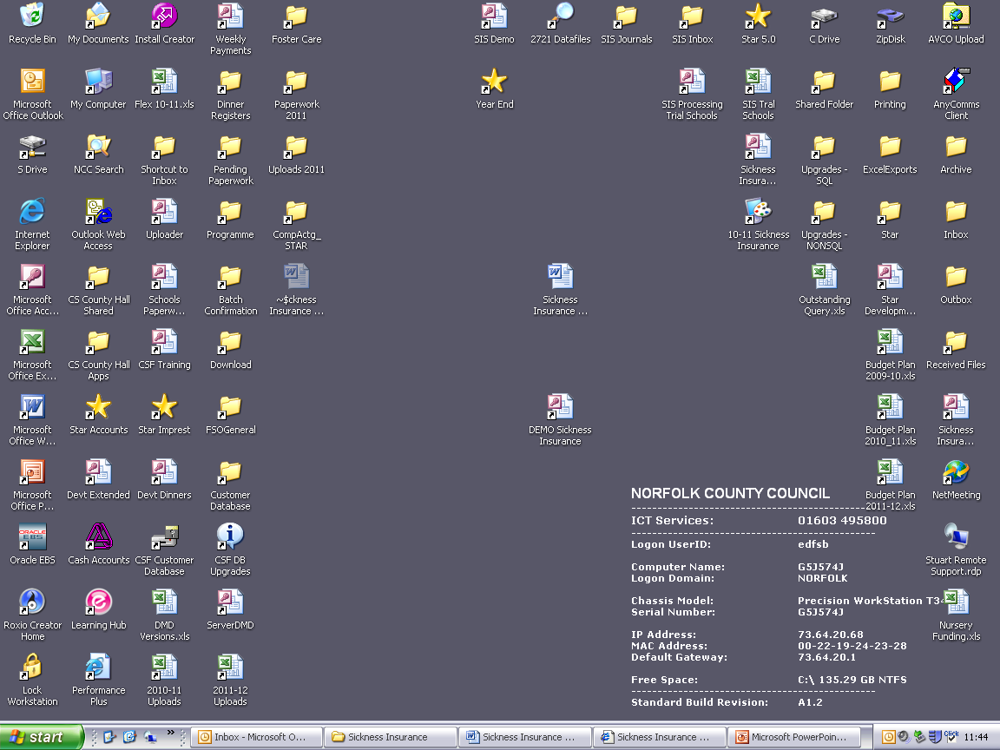 Recycle Bin
My Documents
Install Creator
Weekly
Payments
Foster Care
SIS Demo
2721 Datafiles
SIS Journals
SIS Inbox
Star 5.0
C Drive
ZipDisk
AVCO Upload
Microsoft
Office Outlook
My Computer
Flex 10-11.xls
Dinner
Registers
Paperwork
2011
Year End
SIS Processing
Trial Schools
SIS Tral
Schools
Shared Folder
Printing
AnyComms
Client
S Drive
NCC Search
Shortcut to
Inbox
Pending
Paperwork
Uploads 2011
Sickness
Insura...
Upgrades -
SQL
ExcelExports
Archive
Internet
Explorer
Outlook Web
Access
Uploader
Programme
CompActg_
STAR
10-11 Sickness
Insurance
Upgrades -
NONSQL
Star
Inbox
Microsoft
Office Acc...
CS County Hall
Shared
Schools
Paperw...
Batch
Confirmation
~$ckness
Insurance ...
Sickness
Insurance ...
Outstanding
Query.xls
Star
Developm...
Outbox
Microsoft
Office Ex...
CS County Hall
Apps
CSF Training
Download
Budget Plan
2009-10.xls
Received Files
Microsoft
Office W...
Star Accounts
Star Imprest
FSOGeneral
DEMO Sickness
Insurance
Budget Plan
2010_11.xls
Sickness
Insura...
Microsoft
Office P...
Devt Extended
Devt Dinners
Customer
Database
Budget Plan
2011-12.xls
NetMeeting
Oracle EBS
Cash Accounts
CSF Customer
Database
CSF DB
Upgrades
Stuart Remote
Support.rdp
Roxio Creator
Home
Learning Hub
DMD
Versions.xls
ServerDMD
Nursery
Funding.xls
Lock
Workstation
Performance
Plus
2010-11
Uploads
2011-12
Uploads
NORFOLK COUNTY COUNCIL
ICT Services: 01603 495800
Logon UserID: edfsb
Computer Name: G5J574J
Logon Domain: NORFOLK
Chassis Model: Precision WorkStation T34
Serial Number: G5J574J
IP Address: 73.64.20.68
MAC Address: 00-22-19-24-23-28
Default Gateway: 73.64.20.1
Free Space: C:\ 135.29 GB NTFS
Standard Build Revision: A1.2
start
Inbox - Microsoft O...
Sickness Insurance
Sickness Insurance ...
Sickness Insurance ...
Microsoft PowerPoin...
Click
11:44